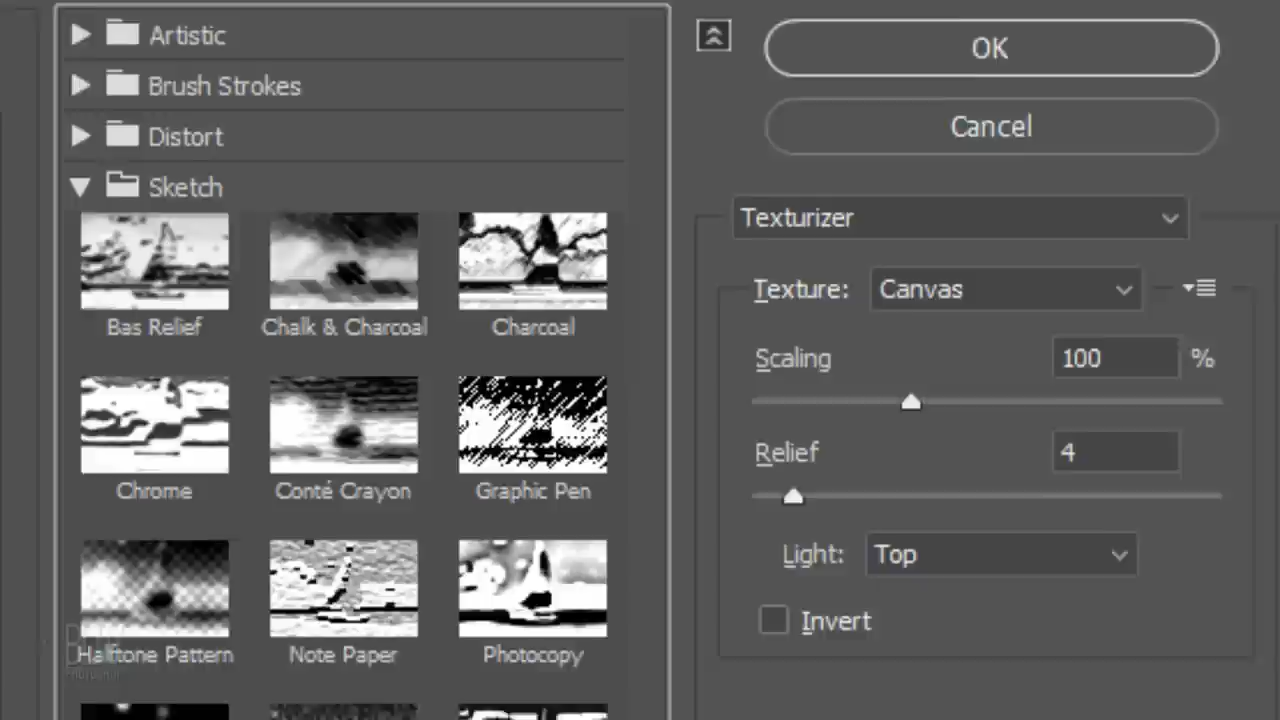 Artistic
Brush Strokes
Distort
Sketch
Bas Relief
Chalk & Charcoal
Charcoal
Chrome
Conté Crayon
Graphic Pen
Halftone Pattern
Note Paper
Photocopy
OK
Cancel
Texturizer
Texture: Canvas
Scaling 100 %
Relief 4
Light: Top
Invert